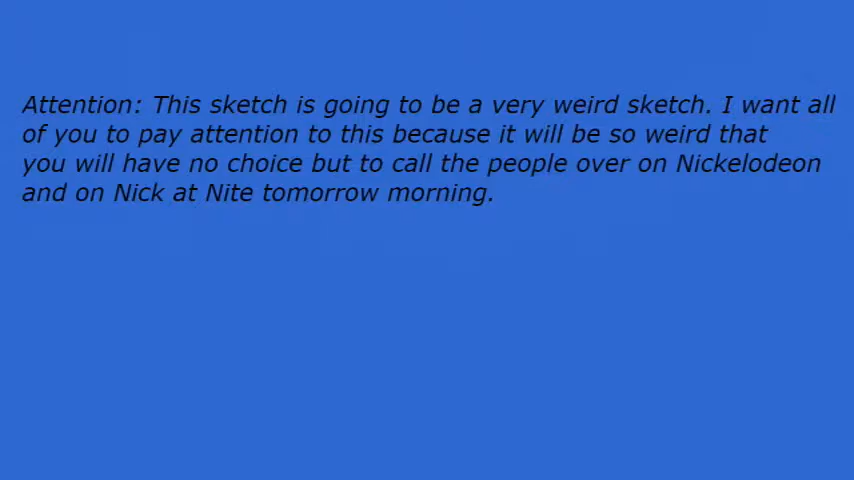 Attention: This sketch is going to be a very weird sketch. I want all
of you to pay attention to this because it will be so weird that
you will have no choice but to call the people over on Nickelodeon
and on Nick at Nite tomorrow morning.